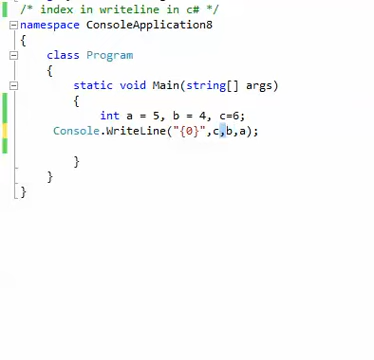 /* index in writeline in c# */
namespace ConsoleApplication8
{
class Program
{
static void Main(string[] args)
{
int a = 5, b = 4, c=6;
Console.WriteLine("{0}",c,b,a);
}
}
}